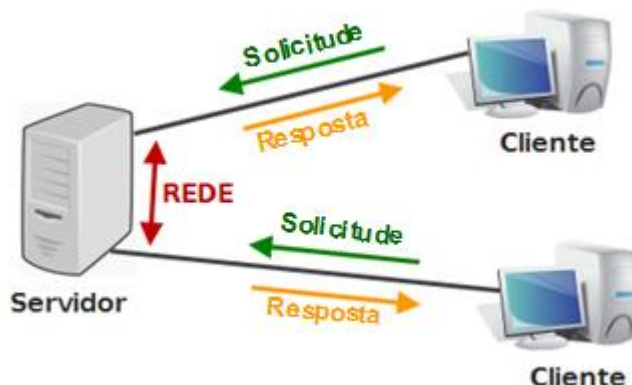 Solicitude
Resposta
Cliente
REDE
Solicitude
Servidor
Resposta
Cliente